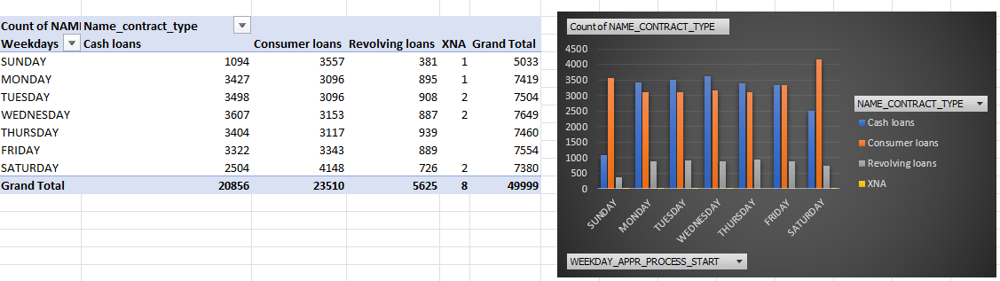 Count of NAMI Name_contract_type
Weekdays Cash loans Consumer loans Revolving loans XNA Grand Total
SUNDAY 1094 3557 381 1 5033
MONDAY 3427 3096 895 1 7419
TUESDAY 3498 3096 908 2 7504
WEDNESDAY 3607 3153 887 2 7649
THURSDAY 3404 3117 939 7460
FRIDAY 3322 3343 889 7554
SATURDAY 2504 4148 726 2 7380
Grand Total 20856 23510 5625 8 49999
Count of NAME_CONTRACT_TYPE
4500
4000
3500
3000
2500
2000
1500
1000
500
0
SUNDAY
MONDAY
TUESDAY
WEDNESDAY
THURSDAY
FRIDAY
SATURDAY
NAME_CONTRACT_TYPE
Cash loans
Consumer loans
Revolving loans
XNA
WEEKDAY_APPR_PROCESS_START